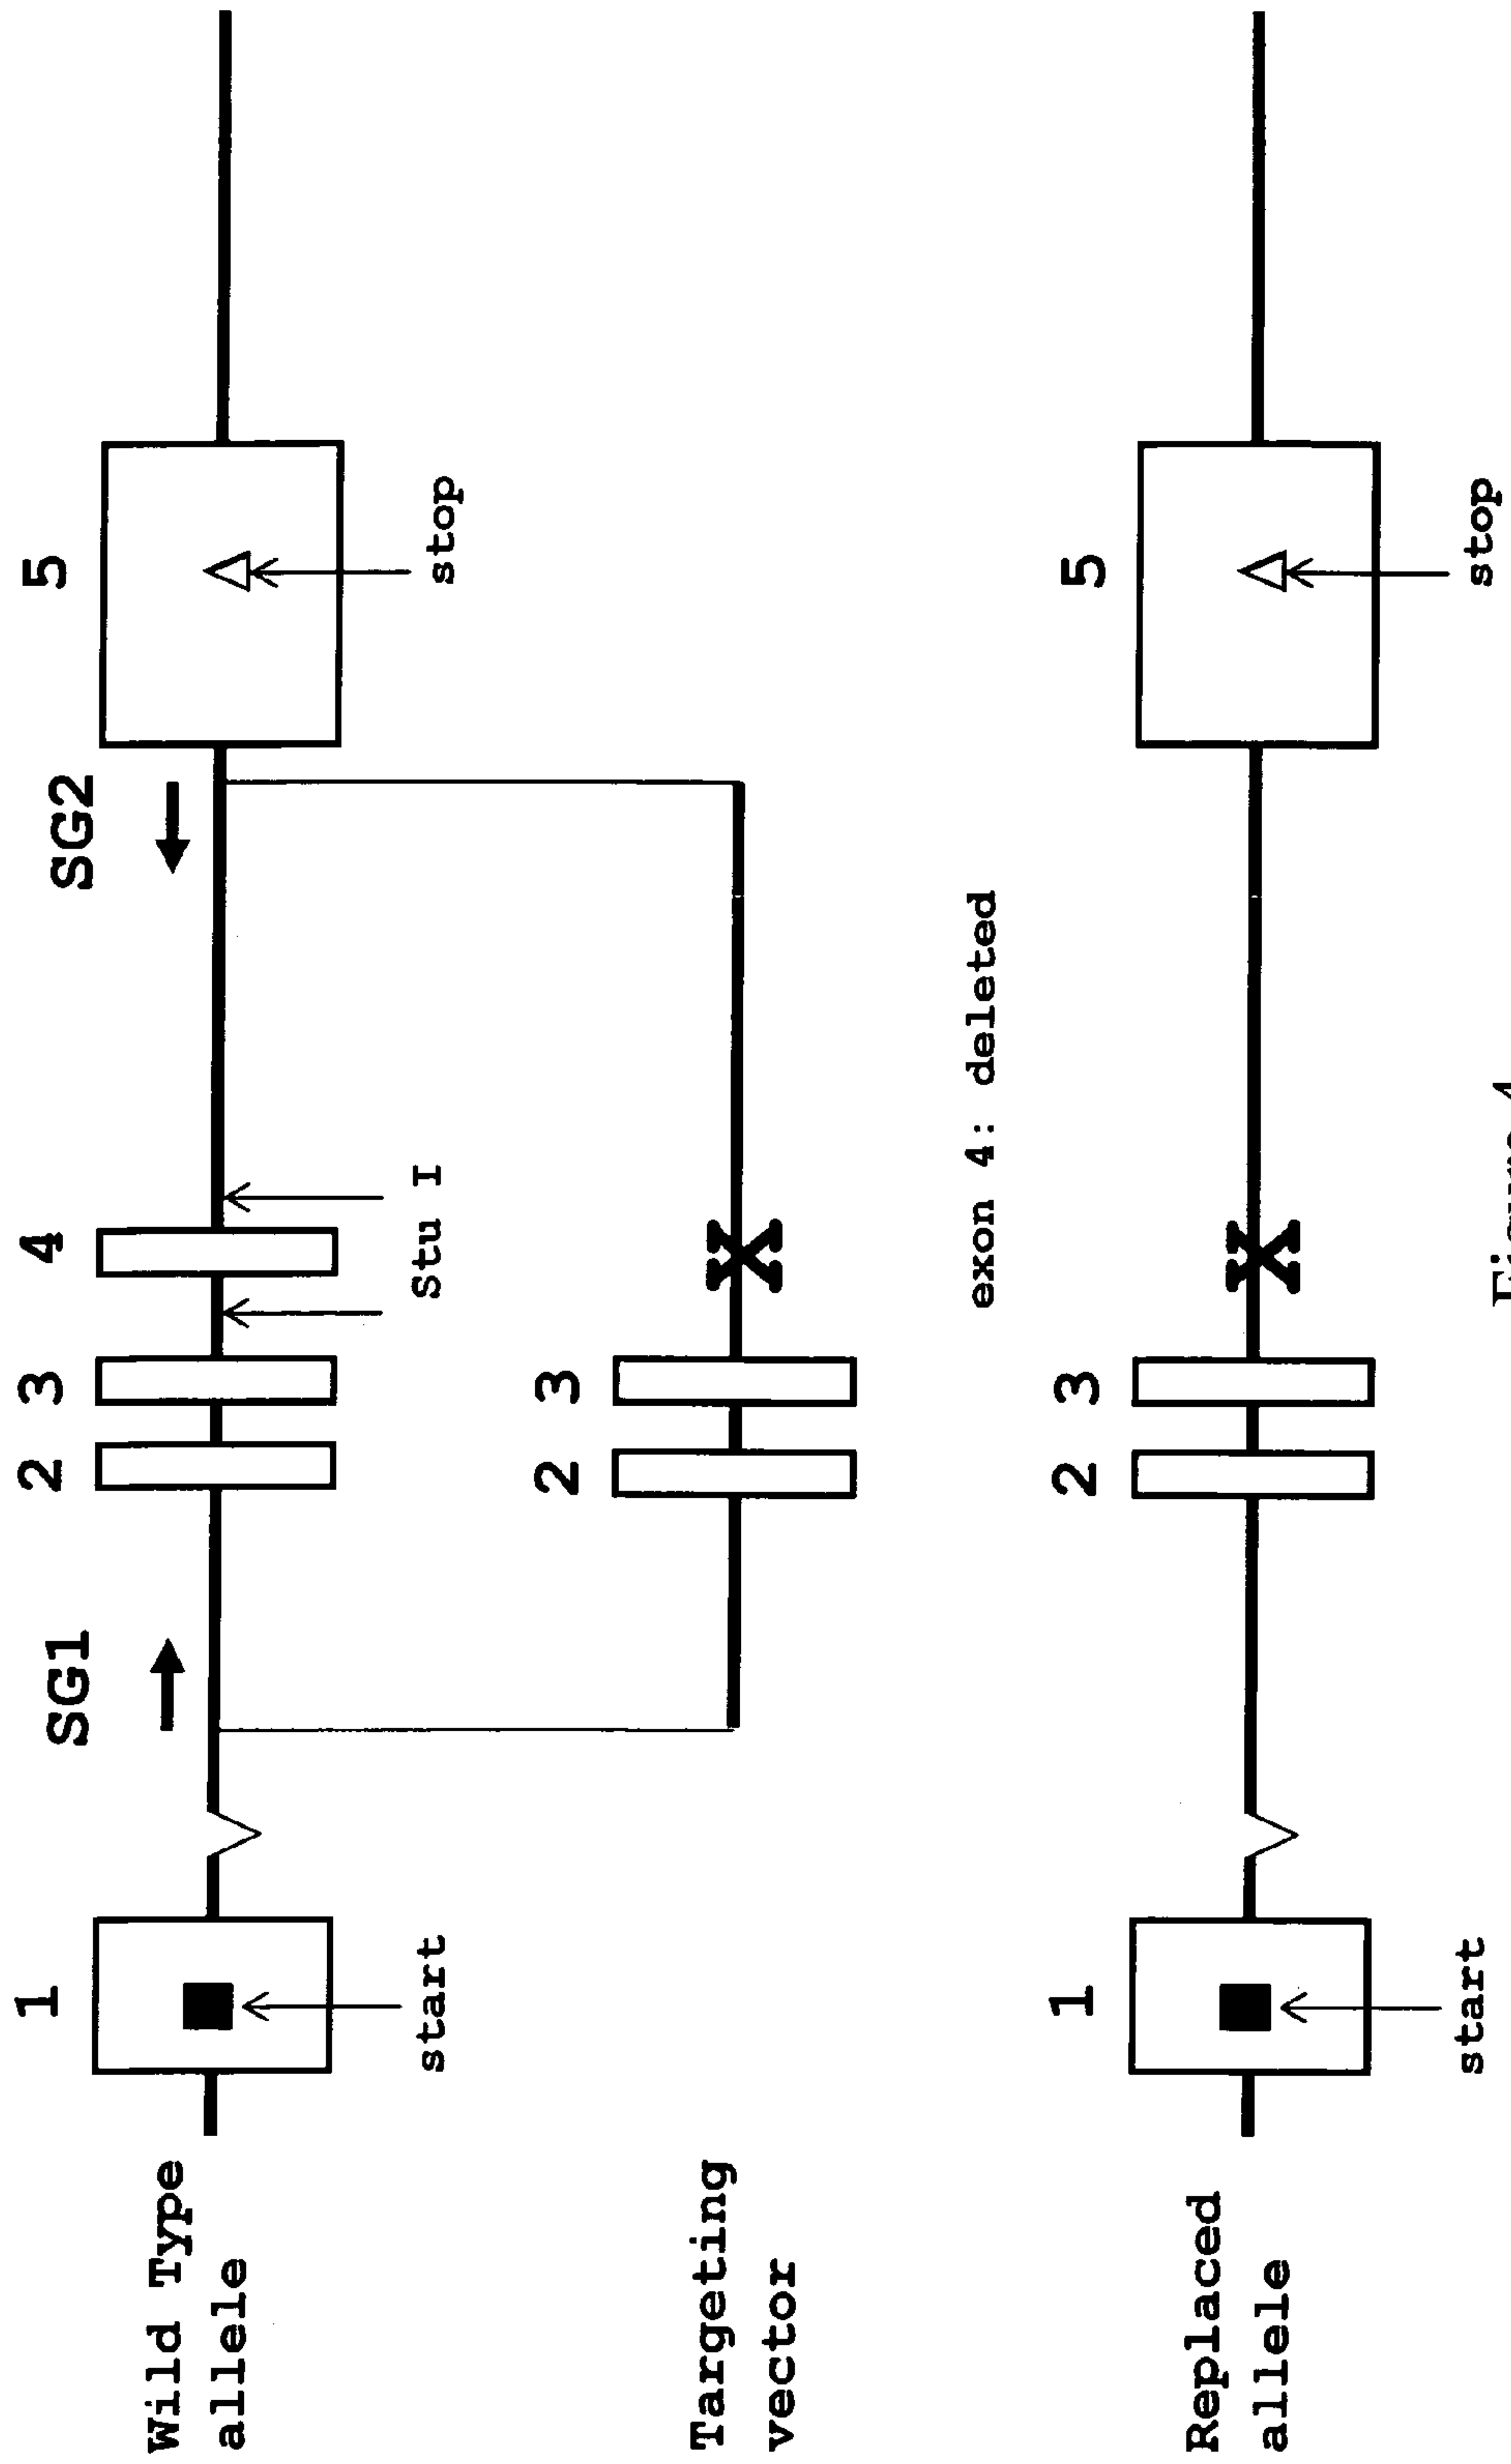 1 2 3 4 5
SG1 SG2
Wild Type
allele
start Stu I stop
2 3
Targeting
vector
exon 4: deleted
1 2 3 5
Replaced
allele
start stop